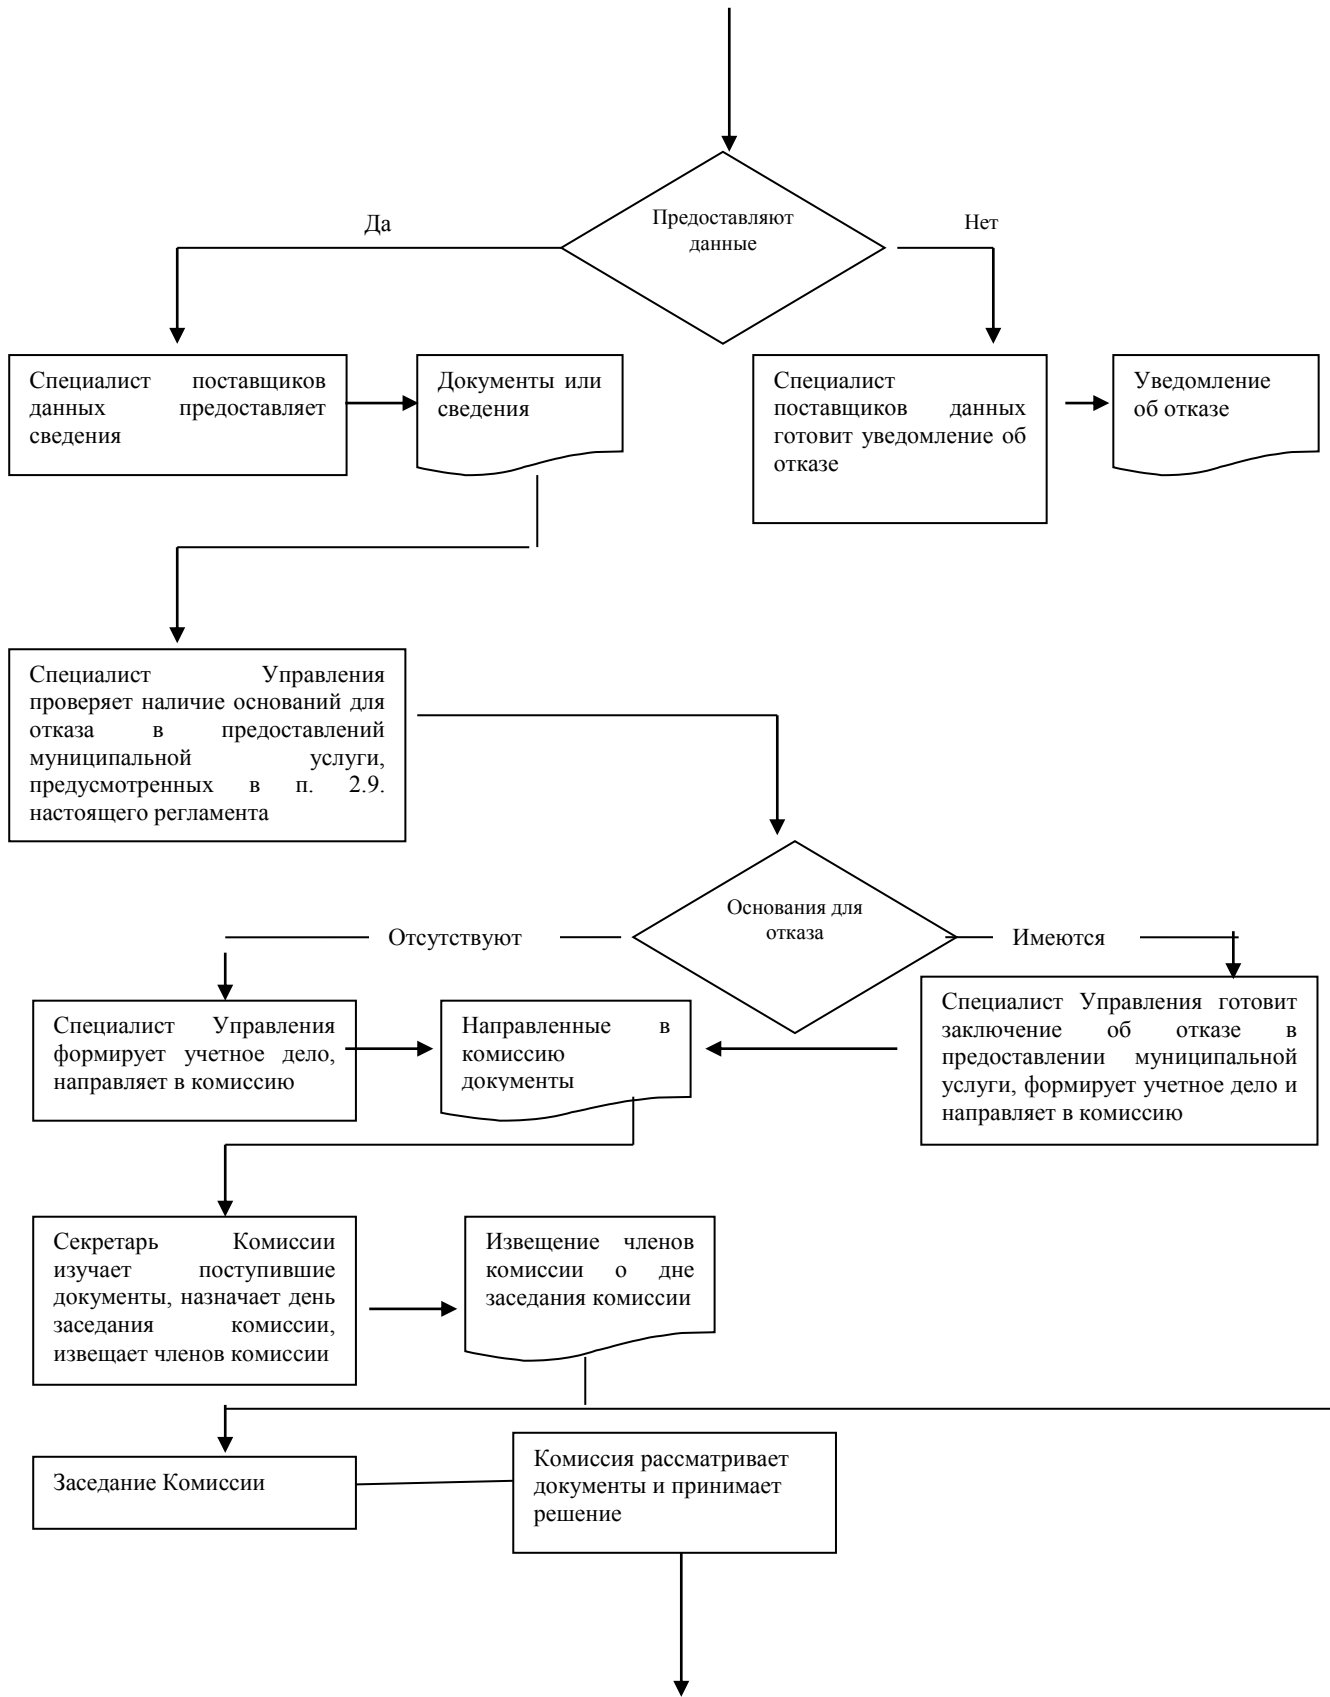 Предоставляют
данные
Да
Нет
Специалист поставщиков
данных предоставляет
сведения
Документы или
сведения
Специалист
поставщиков данных
готовит уведомление об
отказе
Уведомление
об отказе
Специалист Управления
проверяет наличие оснований для
отказа в предоставлений
муниципальной услуги,
предусмотренных в п. 2.9.
настоящего регламента
Основания для
отказа
Отсутствуют
Имеются
Специалист Управления
формирует учетное дело,
направляет в комиссию
Направленные в
комиссию
документы
Специалист Управления готовит
заключение об отказе в
предоставлении муниципальной
услуги, формирует учетное дело и
направляет в комиссию
Секретарь Комиссии
изучает поступившие
документы, назначает день
заседания комиссии,
извещает членов комиссии
Извещение членов
комиссии о дне
заседания комиссии
Заседание Комиссии
Комиссия рассматривает
документы и принимает
решение